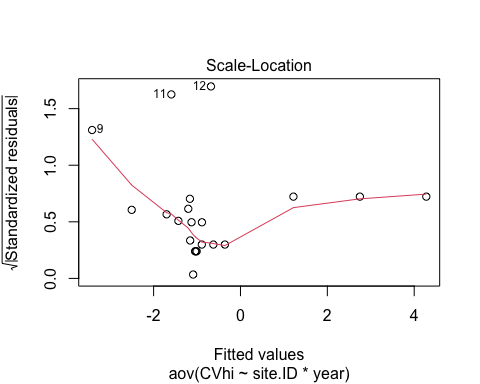 Scale-Location
√|Standardized residuals|
1.5
1.0
0.5
0.0
12
11
9
-2 0 2 4
Fitted values
aov(CVhi ~ site.ID * year)